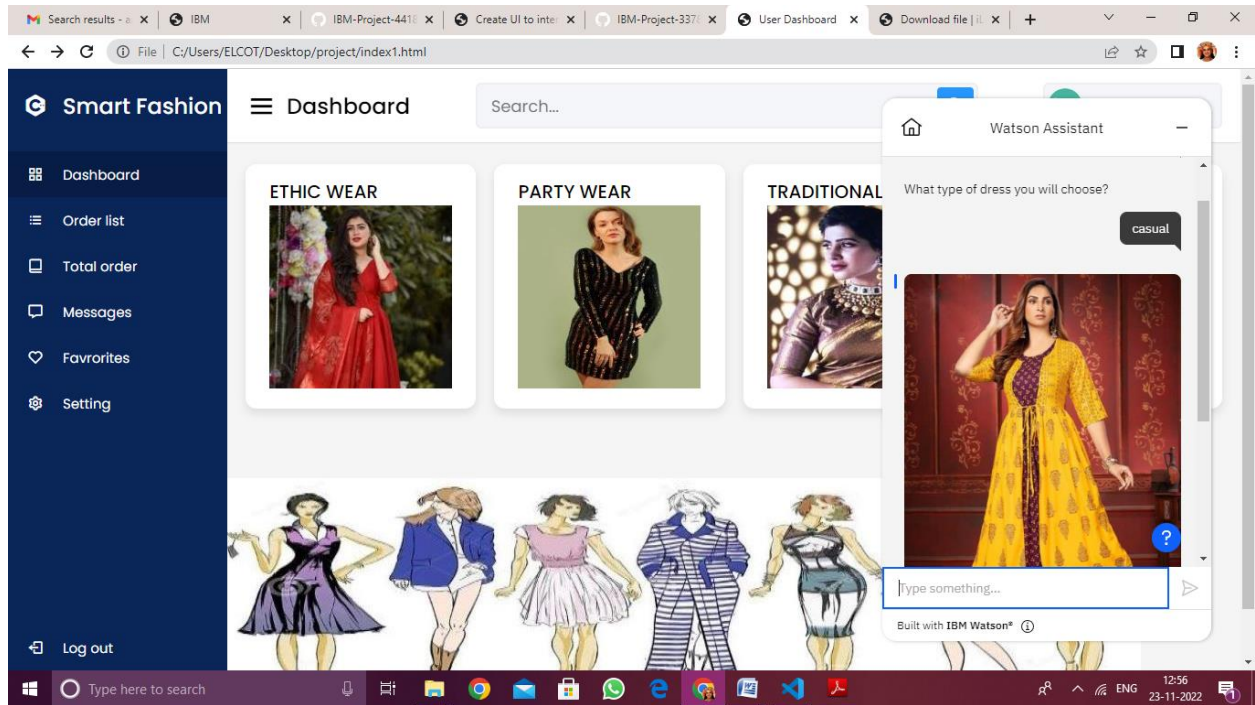 Search results - a
IBM
IBM-Project-4418
Create UI to inte
IBM-Project-337
User Dashboard
Download file | iL
File | C:/Users/ELCOT/Desktop/project/index1.html
Smart Fashion
Dashboard
Search...
Dashboard
Order list
Total order
Messages
Favrorites
Setting
Log out
ETHIC WEAR
PARTY WEAR
TRADITIONAL
Watson Assistant
What type of dress you will choose?
casual
?
Type something...
Built with IBM Watson®
Type here to search
ENG
12:56
23-11-2022
1